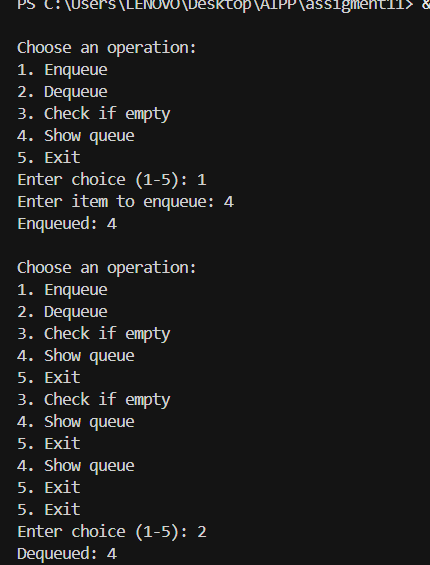 PS C:\Users\LENOVO\Desktop\AIPP\assigment11> &
Choose an operation:
1. Enqueue
2. Dequeue
3. Check if empty
4. Show queue
5. Exit
Enter choice (1-5): 1
Enter item to enqueue: 4
Enqueued: 4
Choose an operation:
1. Enqueue
2. Dequeue
3. Check if empty
4. Show queue
5. Exit
3. Check if empty
4. Show queue
5. Exit
4. Show queue
5. Exit
5. Exit
Enter choice (1-5): 2
Dequeued: 4